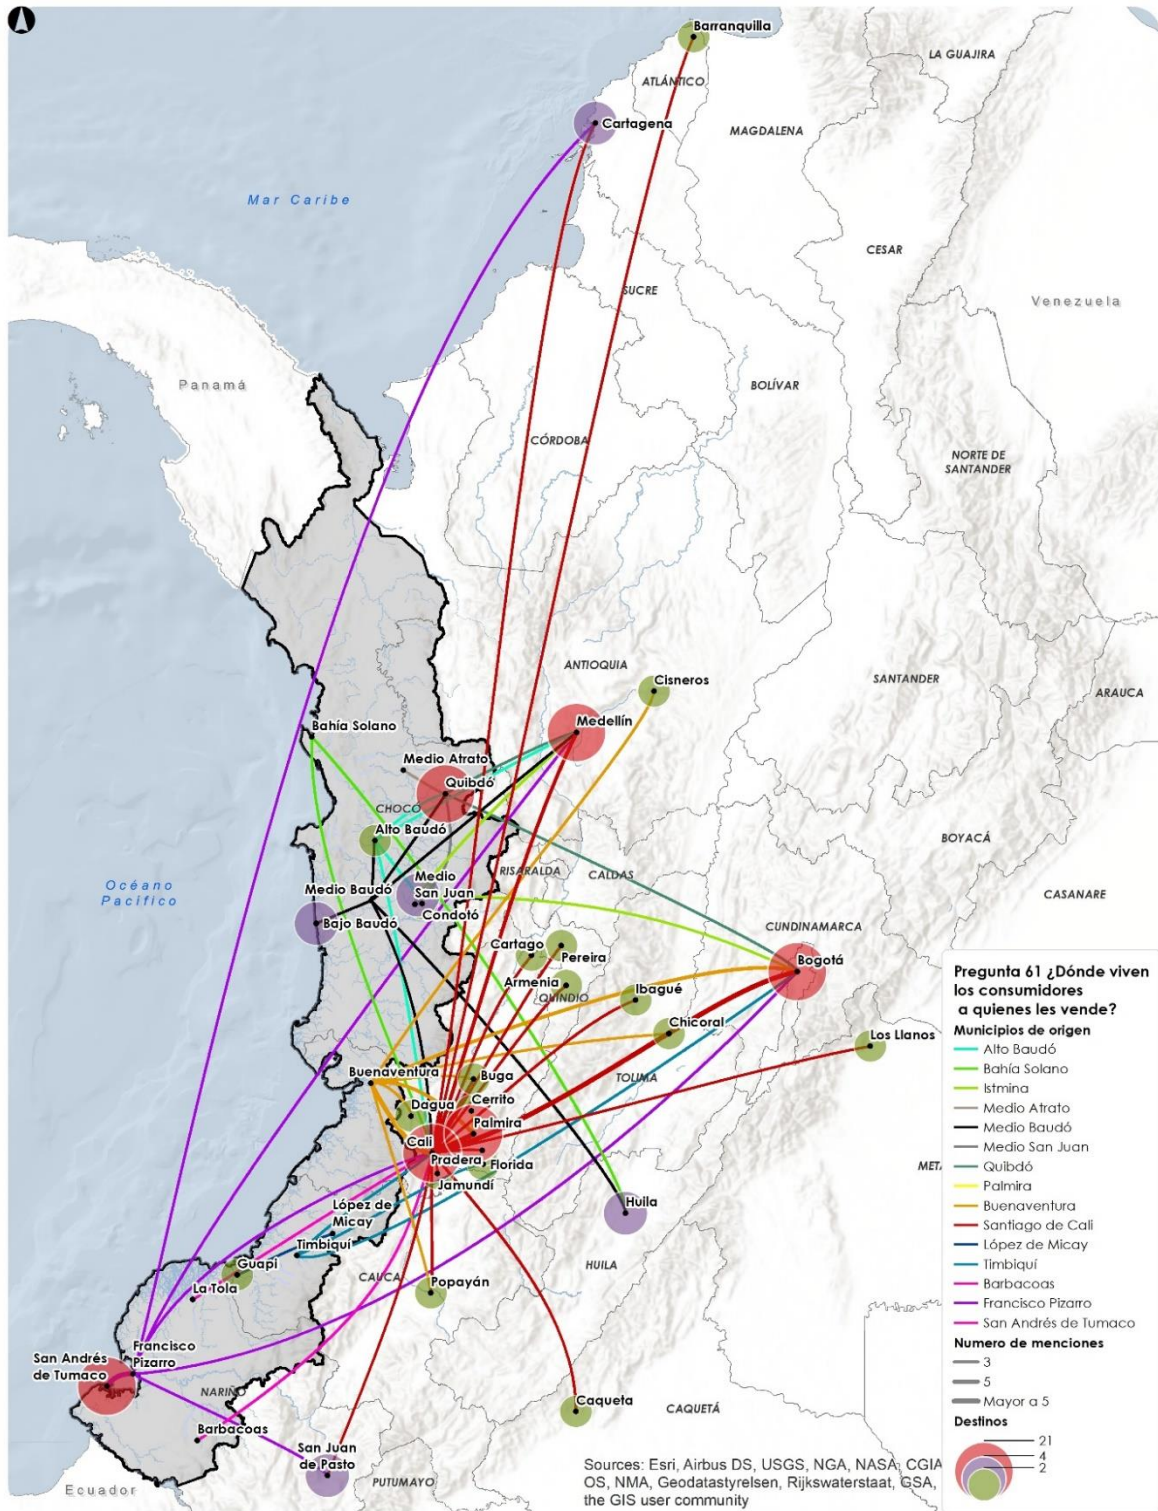 Barranquilla
LA GUAJIRA
ATLÁNTICO
Cartagena
MAGDALENA
Mar Caribe
CESAR
SUCRE
Venezuela
Panamá
BOLÍVAR
CÓRDOBA
NORTE DE
SANTANDER
ANTIOQUIA
Cisneros
SANTANDER
ARAUCA
Bahía Solano
Medellín
Medio Atrato
Quibdó
CHOCÓ
Alto Baudó
BOYACÁ
RISARALDA
CALDAS
Medio
San Juan
Condotó
Medio Baudó
Bajo Baudó
CASANARE
Océano
Pacífico
CUNDINAMARCA
Cartago
Pereira
Bogotá
Armenia
QUINDIO
Ibagué
Chicoral
Los Llanos
Buenaventura
Buga
TOLIMA
Cerrito
Dagua
Palmira
Cali
Pradera
Florida
Jamundí
META
Huila
López de
Micay
Timbiquí
Guapi
CAUCA
HUILA
La Tola
Popayán
Francisco
Pizarro
San Andrés
de Tumaco
NARIÑO
Caqueta
CAQUETÁ
Barbacoas
San Juan
de Pasto
PUTUMAYO
Ecuador
Sources: Esri, Airbus DS, USGS, NGA, NASA, CGIA
OS, NMA, Geodatastyrelsen, Rijkswaterstaat, GSA,
the GIS user community
Pregunta 61 ¿Dónde viven
los consumidores
a quienes les vende?
Municipios de origen
Alto Baudó
Bahía Solano
Istmina
Medio Atrato
Medio Baudó
Medio San Juan
Quibdó
Palmira
Buenaventura
Santiago de Cali
López de Micay
Timbiquí
Barbacoas
Francisco Pizarro
San Andrés de Tumaco
Numero de menciones
3
5
Mayor a 5
Destinos
21
4
2